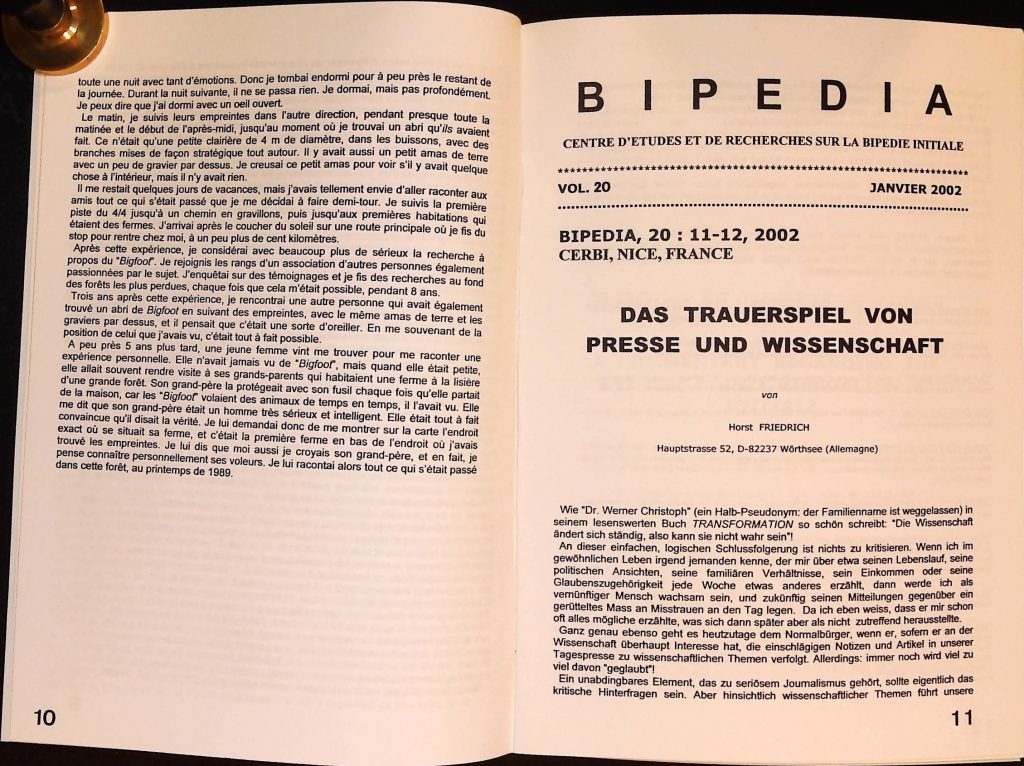 toute une nuit avec tant d'émotions. Donc je tombai endormi pour à peu près le restant de
la journée. Durant la nuit suivante, il ne se passa rien. Je dormai, mais pas profondément.
Je peux dire que j'ai dormi avec un oeil ouvert.
Le matin, je suivis leurs empreintes dans l'autre direction, pendant presque toute la
matinée et le début de l'après-midi, jusqu'au moment où je trouvai un abri qu'ils avaient
fait. Ce n'était qu'une petite clairière de 4 m de diamètre, dans les buissons, avec des
branches mises de façon stratégique tout autour. Il y avait aussi un petit amas de terre
avec un peu de gravier par dessus. Je creusai ce petit amas pour voir s'il y avait quelque
chose à l'intérieur, mais il n'y avait rien.
Il me restait quelques jours de vacances, mais j'avais tellement envie d'aller raconter aux
amis tout ce qui s'était passé que je me décidai à faire demi-tour. Je suivis la première
piste du 4/4 jusqu'à un chemin en gravillons, puis jusqu'aux premières habitations qui
étaient des fermes. J'arrivai après le coucher du soleil sur une route principale où je fis du
stop pour rentre chez moi, à un peu plus de cent kilomètres.
Après cette expérience, je considérai avec beaucoup plus de sérieux la recherche à
propos du "Bigfoot". Je rejoignis les rangs d'un association d'autres personnes également
passionnées par le sujet. J'enquêtai sur des témoignages et je fis des recherches au fond
des forêts les plus perdues, chaque fois que cela m'était possible, pendant 8 ans.
Trois ans après cette expérience, je rencontrai une autre personne qui avait également
trouvé un abri de Bigfoot en suivant des empreintes, avec le même amas de terre et les
graviers par dessus, et il pensait que c'était une sorte d'oreiller. En me souvenant de la
position de celui que j'avais vu, c'était tout à fait possible.
A peu près 5 ans plus tard, une jeune femme vint me trouver pour me raconter une
expérience personnelle. Elle n'avait jamais vu de "Bigfoot", mais quand elle était petite,
elle allait souvent rendre visite à ses grands-parents qui habitaient une ferme à la lisière
d'une grande forêt. Son grand-père la protégeait avec son fusil chaque fois qu'elle partait
de la maison, car les "Bigfoot" volaient des animaux de temps en temps, il l'avait vu. Elle
me dit que son grand-père était un homme très sérieux et intelligent. Elle était tout à fait
convaincue qu'il disait la vérité. Je lui demandai donc de me montrer sur la carte l'endroit
exact où se situait sa ferme, et c'était la première ferme en bas de l'endroit où j'avais
trouvé les empreintes. Je lui dis que moi aussi je croyais son grand-père, et en fait, je
pense connaître personnellement ses voleurs. Je lui racontai alors tout ce qui s'était passé
dans cette forêt, au printemps de 1989.
10
BIPEDIA
CENTRE D'ETUDES ET DE RECHERCHES SUR LA BIPEDIE INITIALE
VOL. 20 JANVIER 2002
BIPEDIA, 20 : 11-12, 2002
CERBI, NICE, FRANCE
DAS TRAUERSPIEL VON
PRESSE UND WISSENSCHAFT
von
Horst FRIEDRICH
Hauptstrasse 52, D-82237 Wörthsee (Allemagne)
Wie "Dr. Werner Christoph" (ein Halb-Pseudonym: der Familienname ist weggelassen) in
seinem lesenswerten Buch TRANSFORMATION so schön schreibt: "Die Wissenschaft
ändert sich ständig, also kann sie nicht wahr sein"!
An dieser einfachen, logischen Schlussfolgerung ist nichts zu kritisieren. Wenn ich im
gewöhnlichen Leben irgend jemanden kenne, der mir über etwa seinen Lebenslauf, seine
politischen Ansichten, seine familiären Verhältnisse, sein Einkommen oder seine
Glaubenszugehörigkeit jede Woche etwas anderes erzählt, dann werde ich als
vernünftiger Mensch wachsam sein, und zukünftig seinen Mitteilungen gegenüber ein
gerütteltes Mass an Misstrauen an den Tag legen. Da ich eben weiss, dass er mir schon
oft alles mögliche erzählte, was sich dann später aber als nicht zutreffend herausstellte.
Ganz genau ebenso geht es heutzutage dem Normalbürger, wenn er, sofern er an der
Wissenschaft überhaupt Interesse hat, die einschlägigen Notizen und Artikel in unserer
Tagespresse zu wissenschaftlichen Themen verfolgt. Allerdings: immer noch wird viel zu
viel davon "geglaubt"!
Ein unabdingbares Element, das zu seriösem Journalismus gehört, sollte eigentlich das
kritische Hinterfragen sein. Aber hinsichtlich wissenschaftlicher Themen führt unsere
11